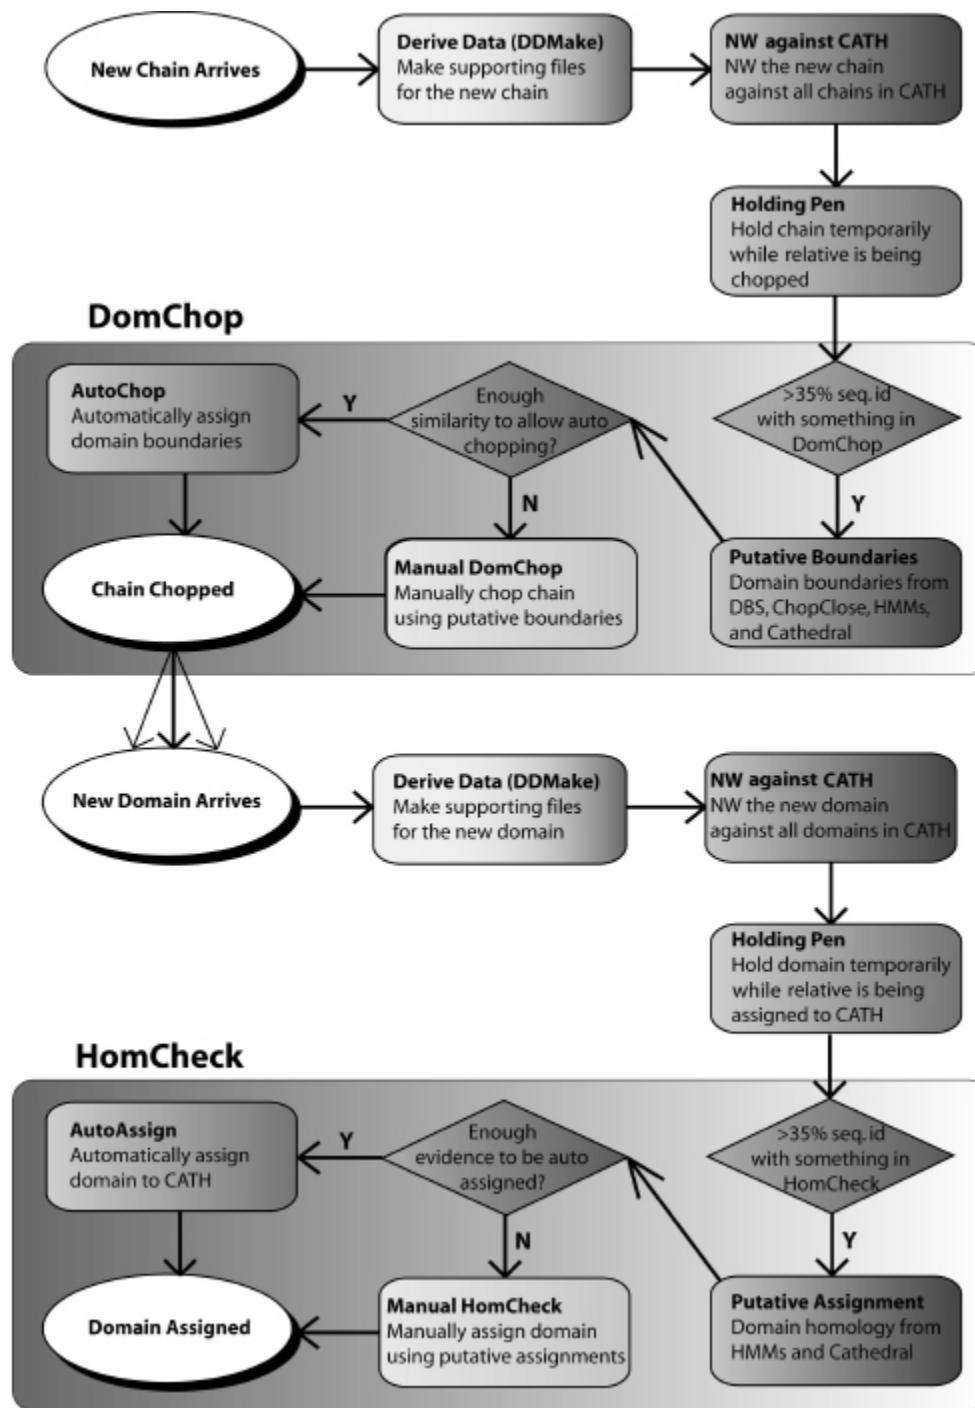 New Chain Arrives
Derive Data (DDMake)
Make supporting files
for the new chain
NW against CATH
NW the new chain
against all chains in CATH
Holding Pen
Hold chain temporarily
while relative is being
chopped
DomChop
AutoChop
Automatically assign
domain boundaries
Y
Enough
similarity to allow auto
chopping?
>35% seq. id
with something in
DomChop
N
Y
Chain Chopped
Manual DomChop
Manually chop chain
using putative boundaries
Putative Boundaries
Domain boundaries from
DBS, ChopClose, HMMs,
and Cathedral
New Domain Arrives
Derive Data (DDMake)
Make supporting files
for the new domain
NW against CATH
NW the new domain
against all domains in CATH
Holding Pen
Hold domain temporarily
while relative is being
assigned to CATH
HomCheck
AutoAssign
Automatically assign
domain to CATH
Y
Enough
evidence to be auto
assigned?
>35% seq. id
with something in
HomCheck
N
Y
Domain Assigned
Manual HomCheck
Manually assign domain
using putative assignments
Putative Assignment
Domain homology from
HMMs and Cathedral